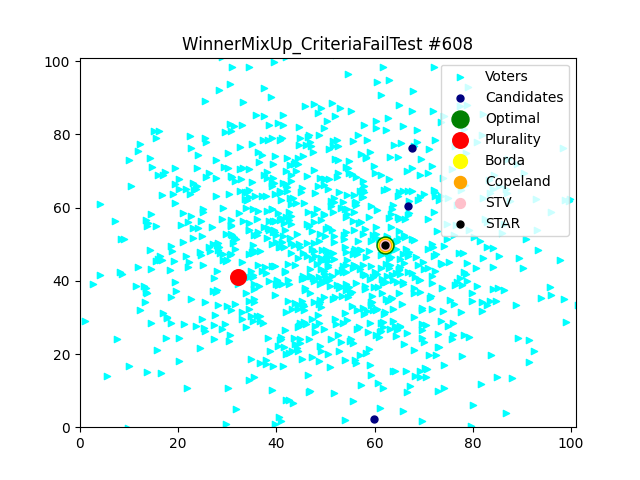 WinnerMixUp_CriteriaFailTest #608
Voters
Candidates
Optimal
Plurality
Borda
Copeland
STV
STAR
100
80
60
40
20
0
0 20 40 60 80 100